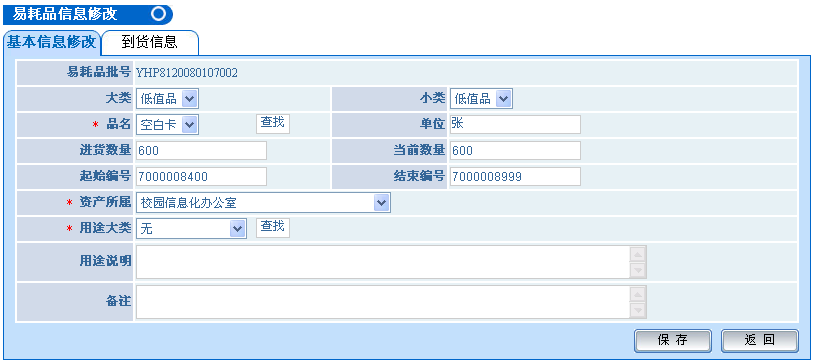 易耗品信息修改
基本信息修改 到货信息
易耗品批号 YHP8120080107002
大类 低值品 小类 低值品
* 品名 空白卡 查找 单位 张
进货数量 600 当前数量 600
起始编号 7000008400 结束编号 7000008999
* 资产所属 校园信息化办公室
* 用途大类 无 查找
用途说明
备注
保 存 返 回